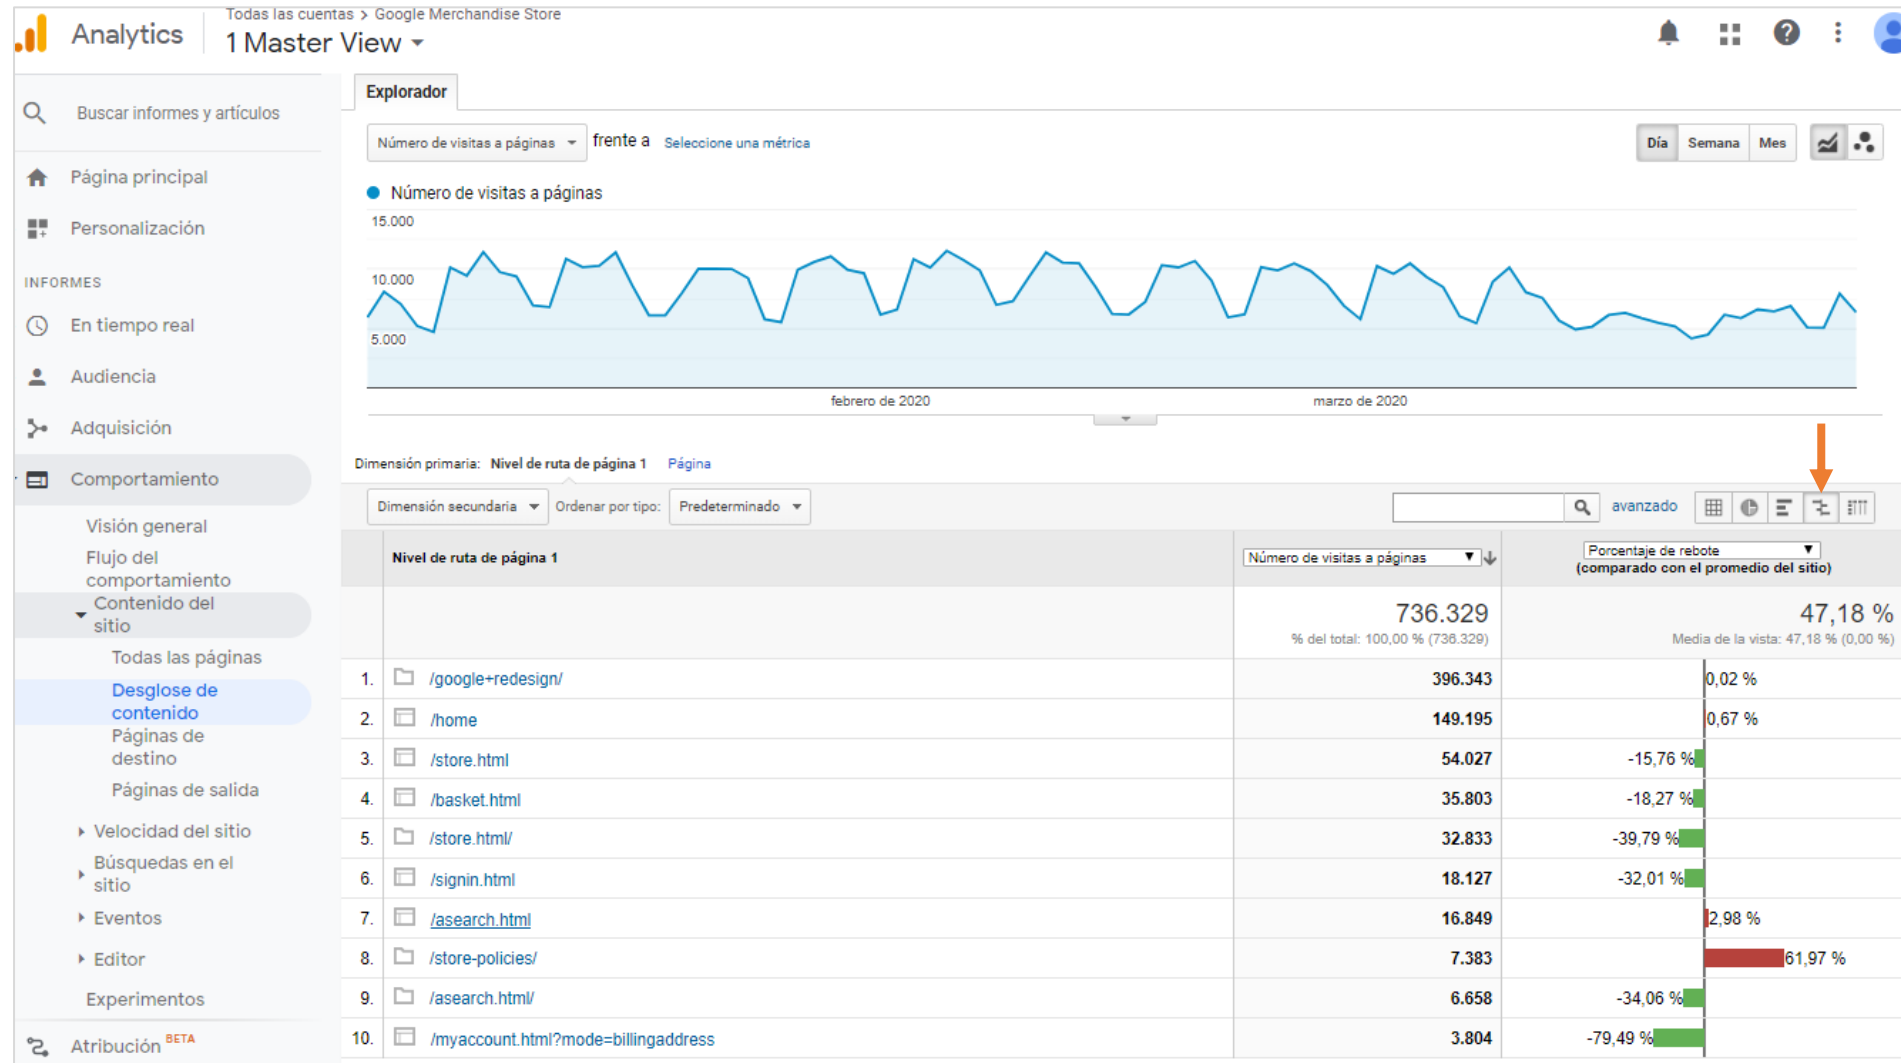 Todas las cuentas > Google Merchandise Store
Analytics
1 Master View
Buscar informes y artículos
Página principal
Personalización
INFORMES
En tiempo real
Audiencia
Adquisición
Comportamiento
Visión general
Flujo del
comportamiento
Contenido del
sitio
Todas las páginas
Desglose de
contenido
Páginas de
destino
Páginas de salida
Velocidad del sitio
Búsquedas en el
sitio
Eventos
Editor
Experimentos
Atribución BETA
Explorador
Número de visitas a páginas frente a Seleccione una métrica
Día Semana Mes
Número de visitas a páginas
15.000
10.000
5.000
febrero de 2020 marzo de 2020
Dimensión primaria: Nivel de ruta de página 1 Página
Dimensión secundaria Ordenar por tipo: Predeterminado avanzado
Nivel de ruta de página 1 Número de visitas a páginas Porcentaje de rebote
(comparado con el promedio del sitio)
736.329 47,18 %
% del total: 100,00 % (736.329) Media de la vista: 47,18 % (0,00 %)
1. /google+redesign/ 396.343 0,02 %
2. /home 149.195 0,67 %
3. /store.html 54.027 -15,76 %
4. /basket.html 35.803 -18,27 %
5. /store.html/ 32.833 -39,79 %
6. /signin.html 18.127 -32,01 %
7. /asearch.html 16.849 2,98 %
8. /store-policies/ 7.383 61,97 %
9. /asearch.html/ 6.658 -34,06 %
10. /myaccount.html?mode=billingaddress 3.804 -79,49 %